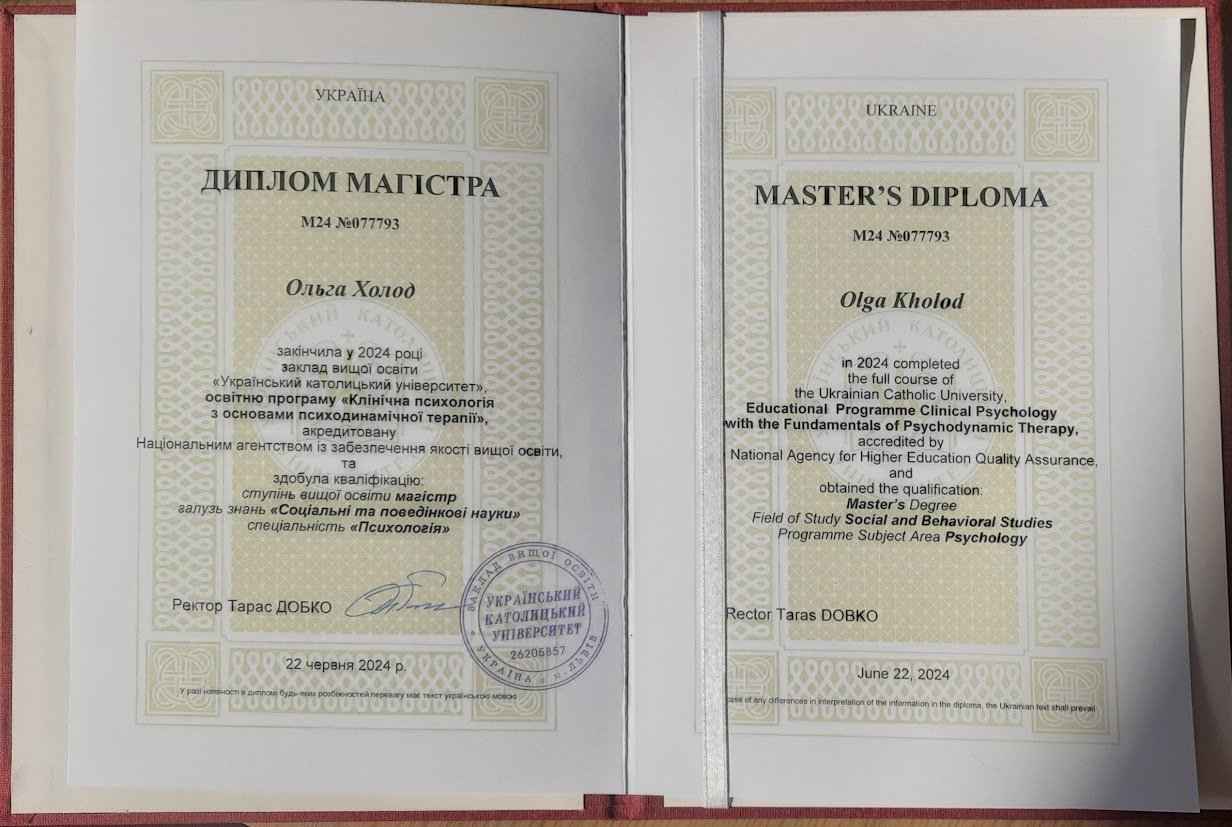 УКРАЇНА
ДИПЛОМ МАГІСТРА
М24 №077793
Ольга Холод
закінчила у 2024 році
заклад вищої освіти
«Український католицький університет»,
освітню програму «Клінічна психологія
з основами психодинамічної терапії»,
акредитовану
Національним агентством із забезпечення якості вищої освіти,
та
здобула кваліфікацію:
ступінь вищої освіти магістр
галузь знань «Соціальні та поведінкові науки»
спеціальність «Психологія»
Ректор Тарас ДОБКО
ЗАКЛАД ВИЩОЇ ОСВІТИ
УКРАЇНСЬКИЙ
КАТОЛИЦЬКИЙ
УНІВЕРСИТЕТ
26205857
УКРАЇНА м. ЛЬВІВ
22 червня 2024 р.
У разі наявності в дипломі будь-яких розбіжностей перевагу має текст українською мовою
UKRAINE
MASTER'S DIPLOMA
M24 №077793
Olga Kholod
in 2024 completed
the full course of
the Ukrainian Catholic University,
Educational Programme Clinical Psychology
with the Fundamentals of Psychodynamic Therapy,
accredited by
National Agency for Higher Education Quality Assurance,
and
obtained the qualification:
Master's Degree
Field of Study Social and Behavioral Studies
Programme Subject Area Psychology
Rector Taras DOBKO
June 22, 2024
case of any differences in interpretation of the information in the diploma, the Ukrainian text shall prevail